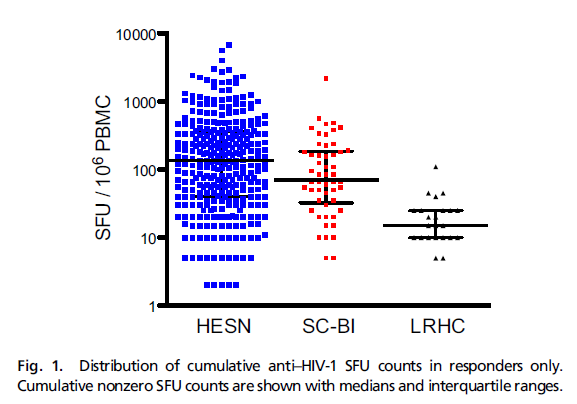 10000
1000
100
10
1
SFU / 10⁶ PBMC
HESN SC-BI LRHC
Fig. 1. Distribution of cumulative anti–HIV-1 SFU counts in responders only.
Cumulative nonzero SFU counts are shown with medians and interquartile ranges.